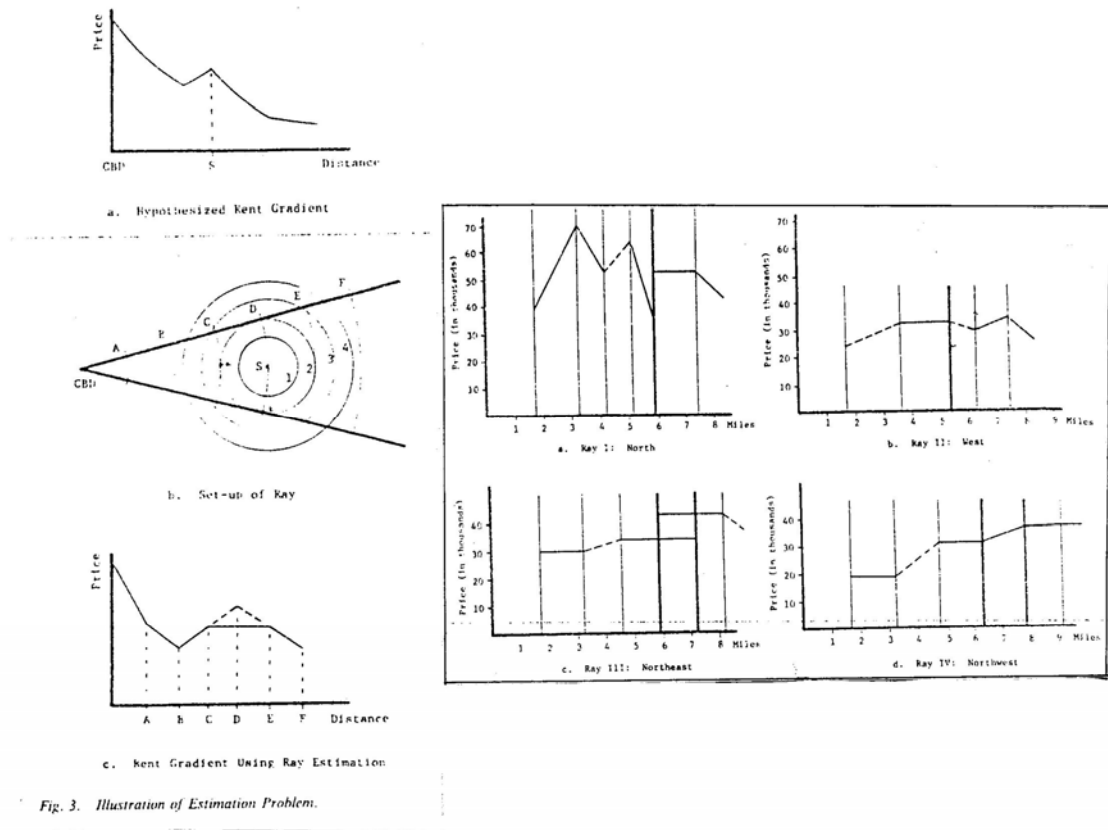 Price
CBD
S
Distance
a. Hypothesized Rent Gradient
A
B
C
D
E
F
S
1
2
3
4
CBD
b. Set-up of Ray
Price
A B C D E F Distance
c. Rent Gradient Using Ray Estimation
Fig. 3. Illustration of Estimation Problem.
Price (in thousands)
70
60
50
40
30
20
10
1 2 3 4 5 6 7 8 Miles
a. Ray I: North
Price (in thousands)
70
60
50
40
30
20
10
1 2 3 4 5 6 7 8 9 Miles
b. Ray II: West
Price (in thousands)
40
30
20
10
1 2 3 4 5 6 7 8 Miles
c. Ray III: Northeast
Price (in thousands)
40
30
20
10
1 2 3 4 5 6 7 8 9 Miles
d. Ray IV: Northwest